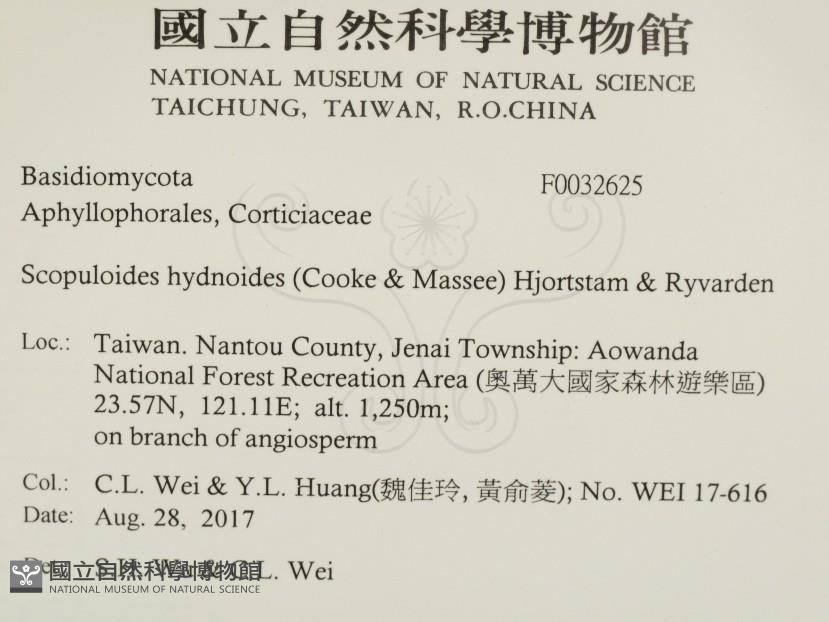 國立自然科學博物館
NATIONAL MUSEUM OF NATURAL SCIENCE
TAICHUNG, TAIWAN, R.O.CHINA
Basidiomycota
F0032625
Aphyllophorales, Corticiaceae
Scopuloides hydnoides (Cooke & Massee) Hjortstam & Ryvarden
Loc.: Taiwan. Nantou County, Jenai Township: Aowanda
National Forest Recreation Area (奧萬大國家森林遊樂區)
23.57N, 121.11E; alt. 1,250m;
on branch of angiosperm
Col.: C.L. Wei & Y.L. Huang(魏佳玲, 黃俞菱); No. WEI 17-616
Date: Aug. 28, 2017
L. Wei
國立自然科學博物館
NATIONAL MUSEUM OF NATURAL SCIENCE